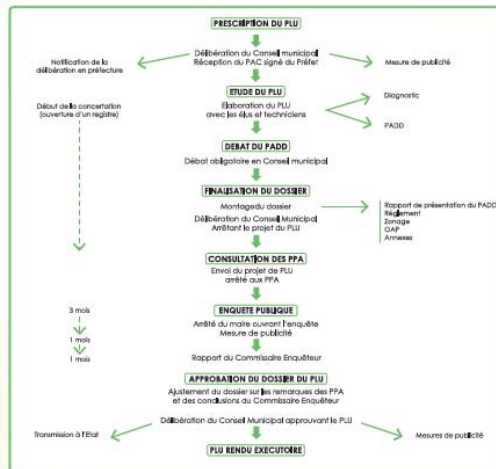 PRESCRIPTION DU PLU
Notification de la
délibération en préfecture
Délibération du Conseil municipal
Réception du PAC signé du Préfet
Mesure de publicité
ETUDE DU PLU
Début de la concertation
(ouverture d'un registre)
Elaboration du PLU
avec les élus et techniciens
Diagnostic
PADD
DEBAT DU PADD
Débat obligatoire en Conseil municipal
FINALISATION DU DOSSIER
Montagedu dossier
Délibération du Conseil Municipal
Arrêtant le projet du PLU
Rapport de présentation du PADD
Règlement
Zonage
OAP
Annexes
CONSULTATION DES PPA
Envoi du projet de PLU
arrêté aux PPA
ENQUETE PUBLIQUE
3 mois
1 mois
1 mois
Arrêté du maire ouvrant l'enquête
Mesure de publicité
Rapport du Commissaire Enquêteur
APPROBATION DU DOSSIER DU PLU
Ajustement du dossier sur les remarques des PPA
et des conclusions du Commissaire Enquêteur
Délibération du Conseil Municipal approuvant le PLU
Transmission à l'Etat
Mesures de publicité
PLU RENDU EXECUTOIRE